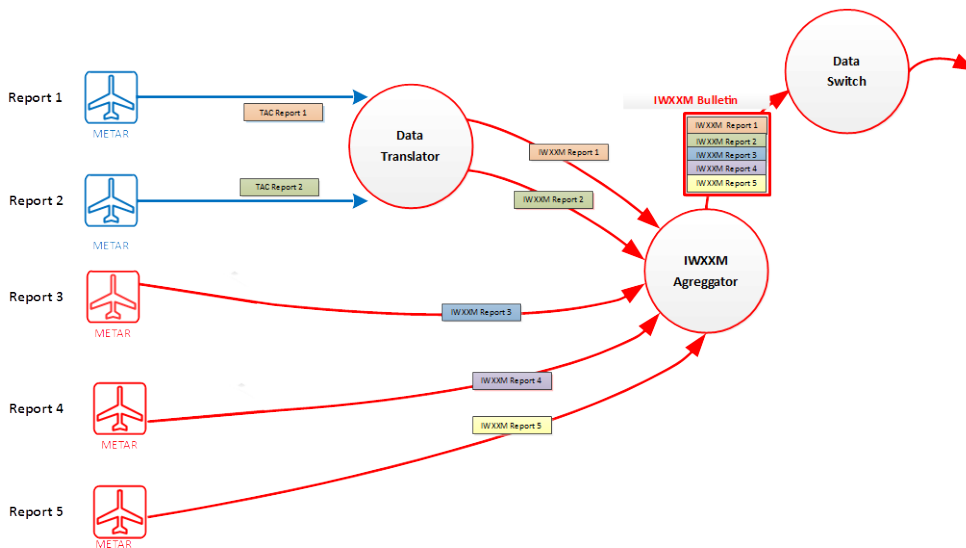 Report 1
METAR
TAC Report 1
Report 2
METAR
TAC Report 2
Data
Translator
IWXXM Report 1
IWXXM Report 2
Report 3
METAR
IWXXM Report 3
Report 4
METAR
IWXXM Report 4
Report 5
METAR
IWXXM Report 5
IWXXM
Agreggator
IWXXM Bulletin
IWXXM Report 1
IWXXM Report 2
IWXXM Report 3
IWXXM Report 4
IWXXM Report 5
Data
Switch